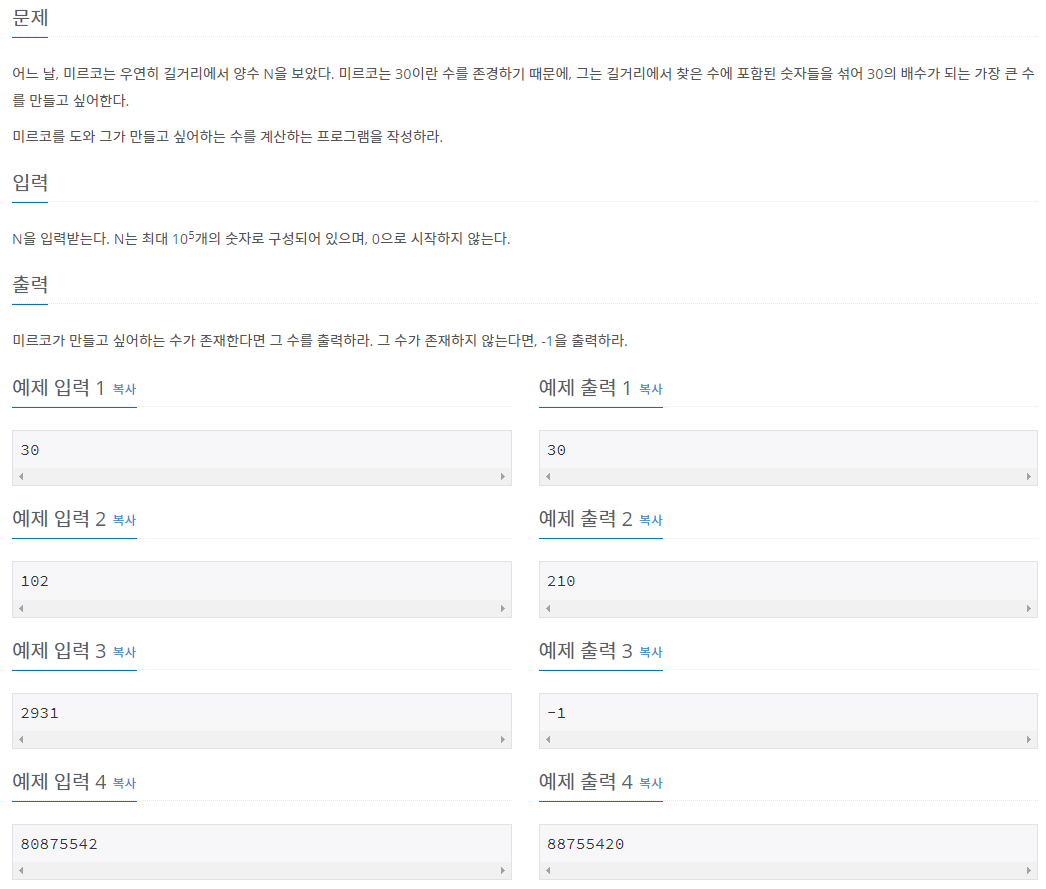 문제
어느 날, 미르코는 우연히 길거리에서 양수 N을 보았다. 미르코는 30이란 수를 존경하기 때문에, 그는 길거리에서 찾은 수에 포함된 숫자들을 섞어 30의 배수가 되는 가장 큰 수
를 만들고 싶어한다.
미르코를 도와 그가 만들고 싶어하는 수를 계산하는 프로그램을 작성하라.
입력
N을 입력받는다. N는 최대 10⁵개의 숫자로 구성되어 있으며, 0으로 시작하지 않는다.
출력
미르코가 만들고 싶어하는 수가 존재한다면 그 수를 출력하라. 그 수가 존재하지 않는다면, -1을 출력하라.
예제 입력 1 복사
30
예제 출력 1 복사
30
예제 입력 2 복사
102
예제 출력 2 복사
210
예제 입력 3 복사
2931
예제 출력 3 복사
-1
예제 입력 4 복사
80875542
예제 출력 4 복사
88755420